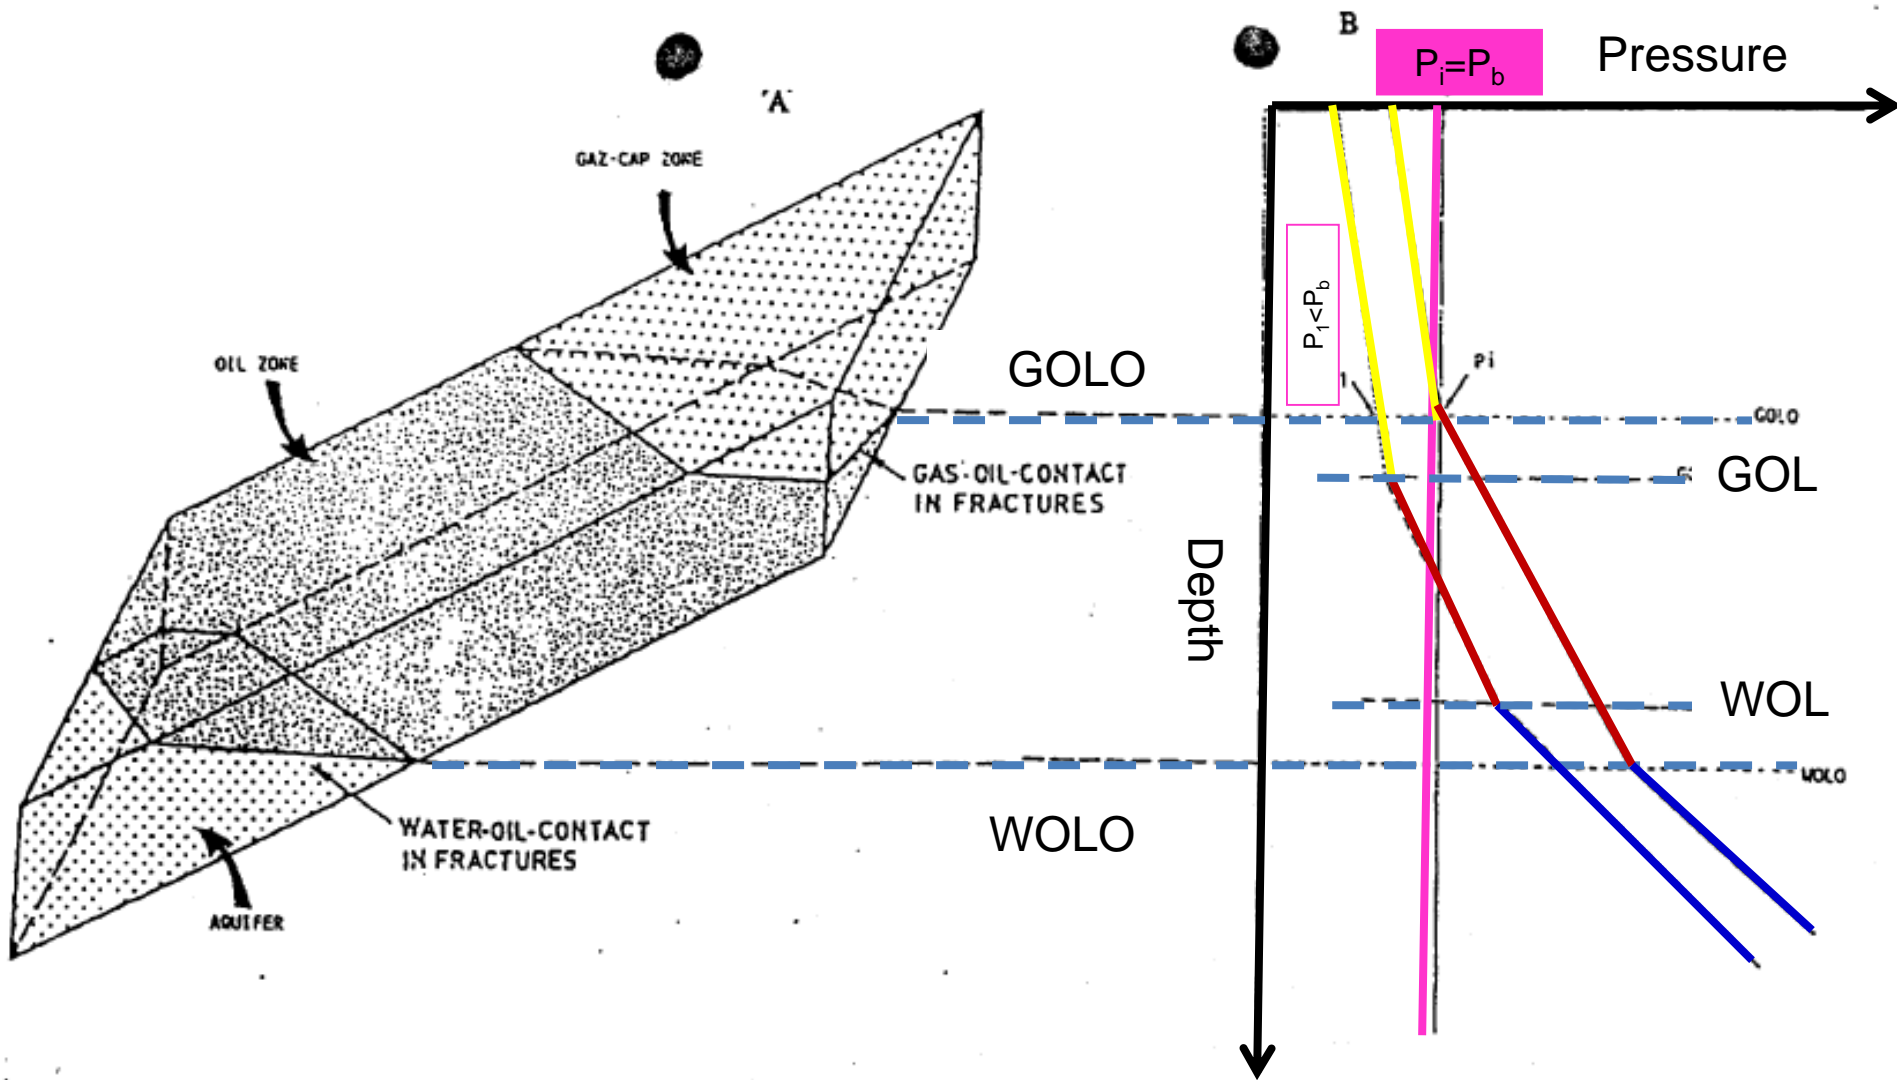 B
Pressure
Pi=Pb
'A'
GAZ-CAP ZONE
P1<Pb
OIL ZONE
GOLO
1
Pi
GOLO
GAS-OIL-CONTACT
IN FRACTURES
GOL
Depth
WOL
WOLO
WATER-OIL-CONTACT
IN FRACTURES
WOLO
AQUIFER